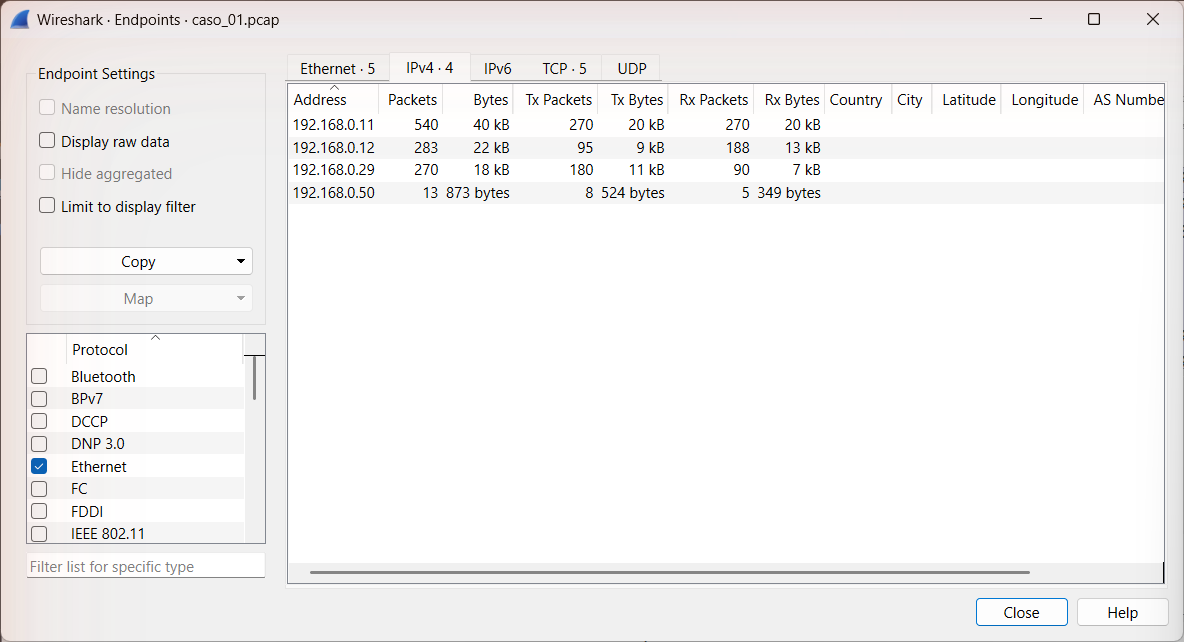 Wireshark · Endpoints · caso_01.pcap
Endpoint Settings
Name resolution
Display raw data
Hide aggregated
Limit to display filter
Copy
Map
Protocol
Bluetooth
BPv7
DCCP
DNP 3.0
Ethernet
FC
FDDI
IEEE 802.11
Filter list for specific type
Ethernet · 5 IPv4 · 4 IPv6 TCP · 5 UDP
Address Packets Bytes Tx Packets Tx Bytes Rx Packets Rx Bytes Country City Latitude Longitude AS Numbe
192.168.0.11 540 40 kB 270 20 kB 270 20 kB
192.168.0.12 283 22 kB 95 9 kB 188 13 kB
192.168.0.29 270 18 kB 180 11 kB 90 7 kB
192.168.0.50 13 873 bytes 8 524 bytes 5 349 bytes
Close Help